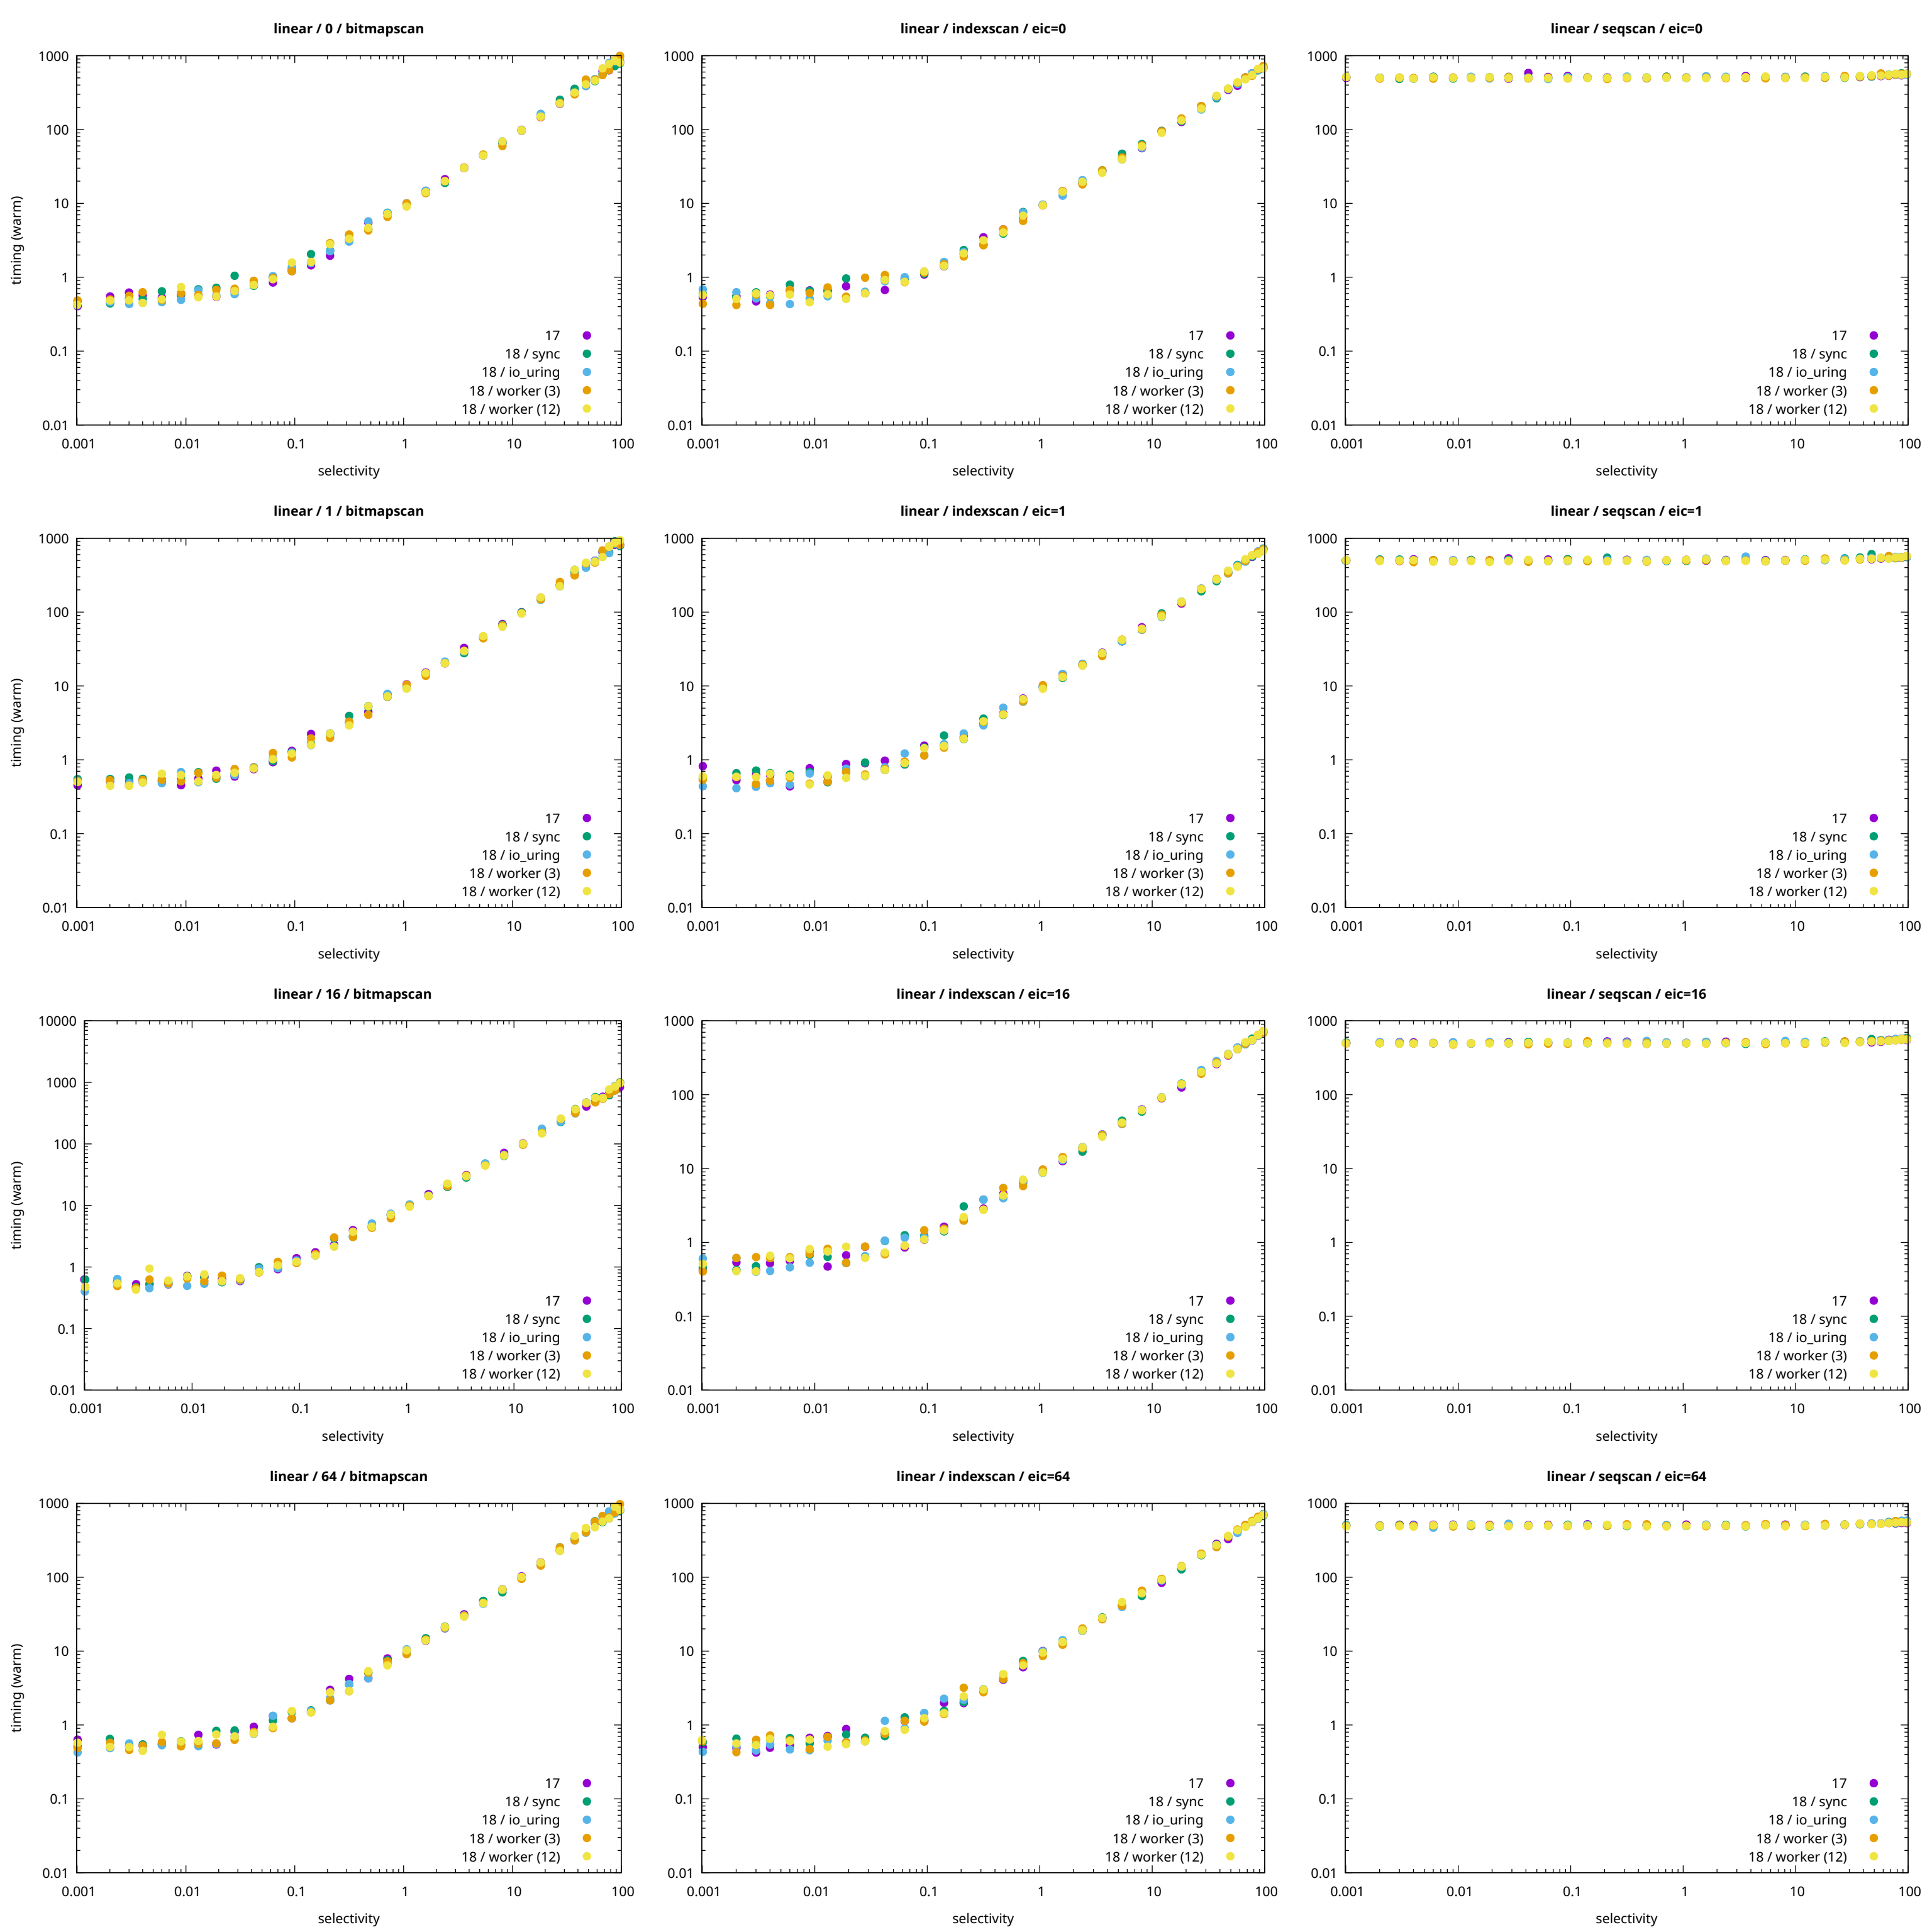 linear / 0 / bitmapscan
linear / indexscan / eic=0
linear / seqscan / eic=0
timing (warm)
1000
100
10
1
0.1
0.01
17
18 / sync
18 / io_uring
18 / worker (3)
18 / worker (12)
0.001 0.01 0.1 1 10 100
selectivity
1000
100
10
1
0.1
0.01
17
18 / sync
18 / io_uring
18 / worker (3)
18 / worker (12)
0.001 0.01 0.1 1 10 100
selectivity
1000
100
10
1
0.1
0.01
17
18 / sync
18 / io_uring
18 / worker (3)
18 / worker (12)
0.001 0.01 0.1 1 10 100
selectivity
linear / 1 / bitmapscan
linear / indexscan / eic=1
linear / seqscan / eic=1
timing (warm)
1000
100
10
1
0.1
0.01
17
18 / sync
18 / io_uring
18 / worker (3)
18 / worker (12)
0.001 0.01 0.1 1 10 100
selectivity
1000
100
10
1
0.1
0.01
17
18 / sync
18 / io_uring
18 / worker (3)
18 / worker (12)
0.001 0.01 0.1 1 10 100
selectivity
1000
100
10
1
0.1
0.01
17
18 / sync
18 / io_uring
18 / worker (3)
18 / worker (12)
0.001 0.01 0.1 1 10 100
selectivity
linear / 16 / bitmapscan
linear / indexscan / eic=16
linear / seqscan / eic=16
timing (warm)
10000
1000
100
10
1
0.1
0.01
17
18 / sync
18 / io_uring
18 / worker (3)
18 / worker (12)
0.001 0.01 0.1 1 10 100
selectivity
1000
100
10
1
0.1
0.01
17
18 / sync
18 / io_uring
18 / worker (3)
18 / worker (12)
0.001 0.01 0.1 1 10 100
selectivity
1000
100
10
1
0.1
0.01
17
18 / sync
18 / io_uring
18 / worker (3)
18 / worker (12)
0.001 0.01 0.1 1 10 100
selectivity
linear / 64 / bitmapscan
linear / indexscan / eic=64
linear / seqscan / eic=64
timing (warm)
1000
100
10
1
0.1
0.01
17
18 / sync
18 / io_uring
18 / worker (3)
18 / worker (12)
0.001 0.01 0.1 1 10 100
selectivity
1000
100
10
1
0.1
0.01
17
18 / sync
18 / io_uring
18 / worker (3)
18 / worker (12)
0.001 0.01 0.1 1 10 100
selectivity
1000
100
10
1
0.1
0.01
17
18 / sync
18 / io_uring
18 / worker (3)
18 / worker (12)
0.001 0.01 0.1 1 10 100
selectivity